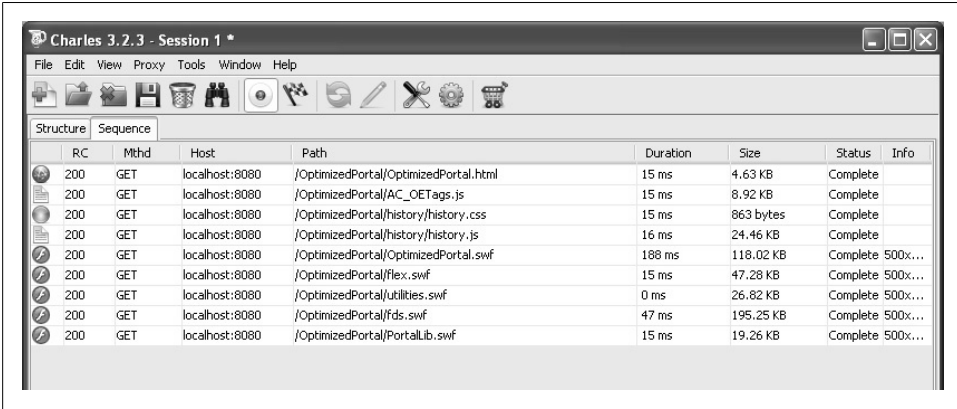 Charles 3.2.3 - Session 1 *
File Edit View Proxy Tools Window Help
Structure Sequence
RC Mthd Host Path Duration Size Status Info
200 GET localhost:8080 /OptimizedPortal/OptimizedPortal.html 15 ms 4.63 KB Complete
200 GET localhost:8080 /OptimizedPortal/AC_OETags.js 15 ms 8.92 KB Complete
200 GET localhost:8080 /OptimizedPortal/history/history.css 15 ms 863 bytes Complete
200 GET localhost:8080 /OptimizedPortal/history/history.js 16 ms 24.46 KB Complete
200 GET localhost:8080 /OptimizedPortal/OptimizedPortal.swf 188 ms 118.02 KB Complete 500x...
200 GET localhost:8080 /OptimizedPortal/flex.swf 15 ms 47.28 KB Complete 500x...
200 GET localhost:8080 /OptimizedPortal/utilities.swf 0 ms 26.82 KB Complete 500x...
200 GET localhost:8080 /OptimizedPortal/fds.swf 47 ms 195.25 KB Complete 500x...
200 GET localhost:8080 /OptimizedPortal/PortalLib.swf 15 ms 19.26 KB Complete 500x...